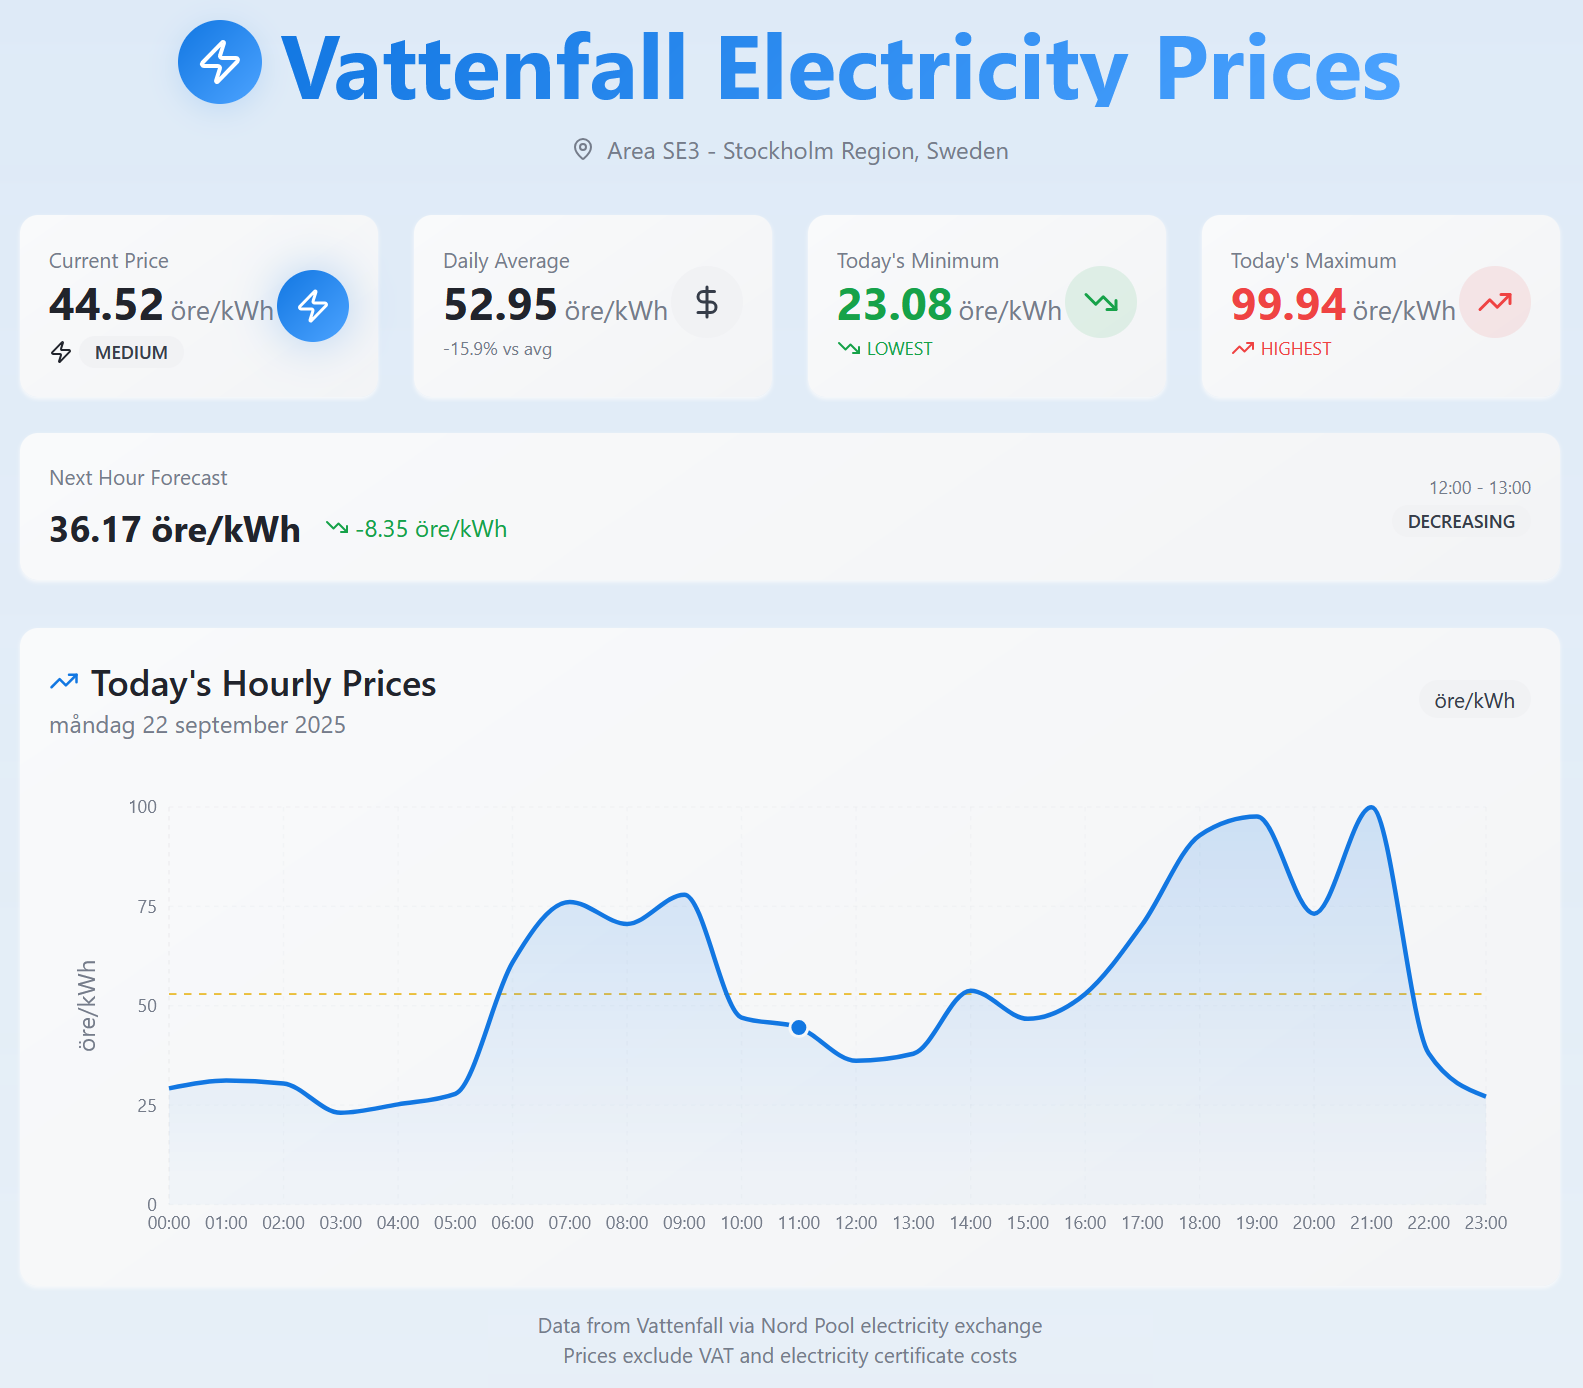 Vattenfall Electricity Prices
Area SE3 - Stockholm Region, Sweden
Current Price
44.52 öre/kWh
MEDIUM
Daily Average
52.95 öre/kWh
-15.9% vs avg
Today's Minimum
23.08 öre/kWh
LOWEST
Today's Maximum
99.94 öre/kWh
HIGHEST
Next Hour Forecast
36.17 öre/kWh -8.35 öre/kWh
12:00 - 13:00
DECREASING
Today's Hourly Prices
måndag 22 september 2025
öre/kWh
100
75
50
25
0
öre/kWh
00:00 01:00 02:00 03:00 04:00 05:00 06:00 07:00 08:00 09:00 10:00 11:00 12:00 13:00 14:00 15:00 16:00 17:00 18:00 19:00 20:00 21:00 22:00 23:00
Data from Vattenfall via Nord Pool electricity exchange
Prices exclude VAT and electricity certificate costs